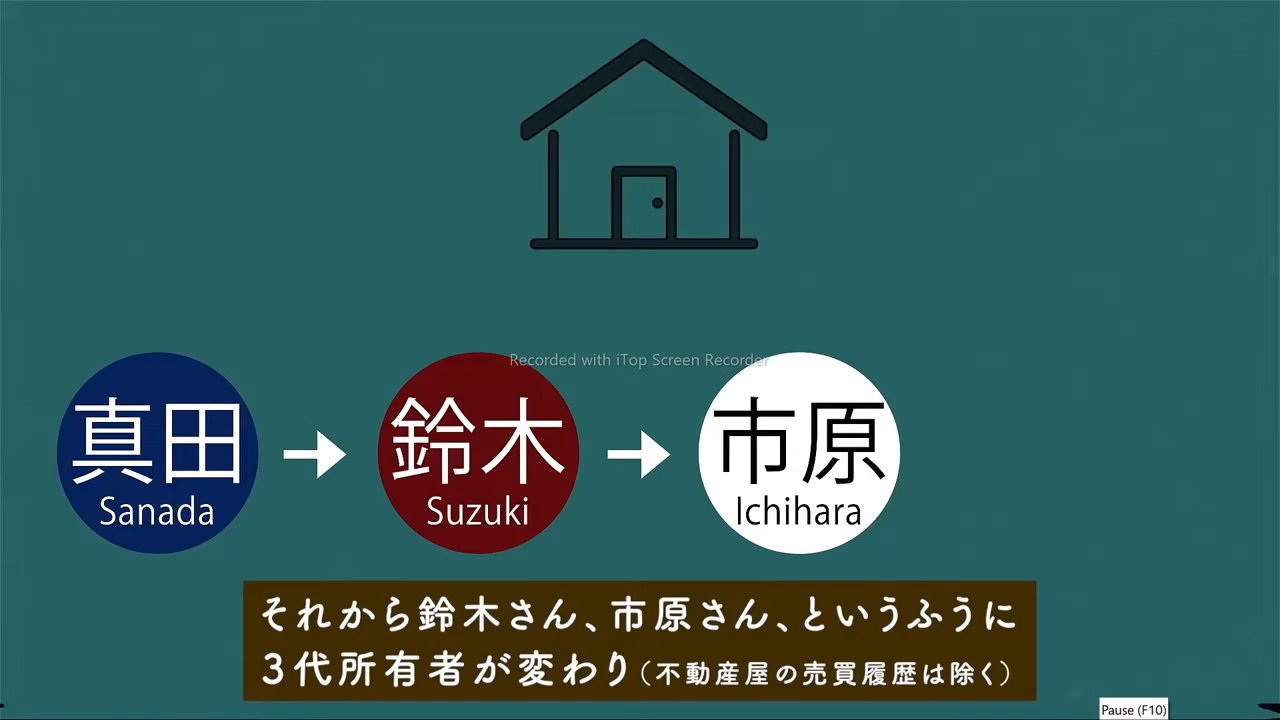 Recorded with iTop Screen Recorder
真田
Sanada
鈴木
Suzuki
市原
Ichihara
それから鈴木さん、市原さん、というふうに
3代所有者が変わり(不動産屋の売買履歴は除く)
Pause (F10)